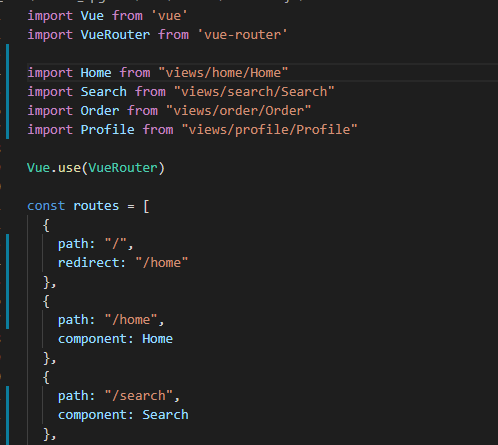 import Vue from 'vue'
import VueRouter from 'vue-router'
import Home from "views/home/Home"
import Search from "views/search/Search"
import Order from "views/order/Order"
import Profile from "views/profile/Profile"
Vue.use(VueRouter)
const routes = [
{
path: "/",
redirect: "/home"
},
{
path: "/home",
component: Home
},
{
path: "/search",
component: Search
},